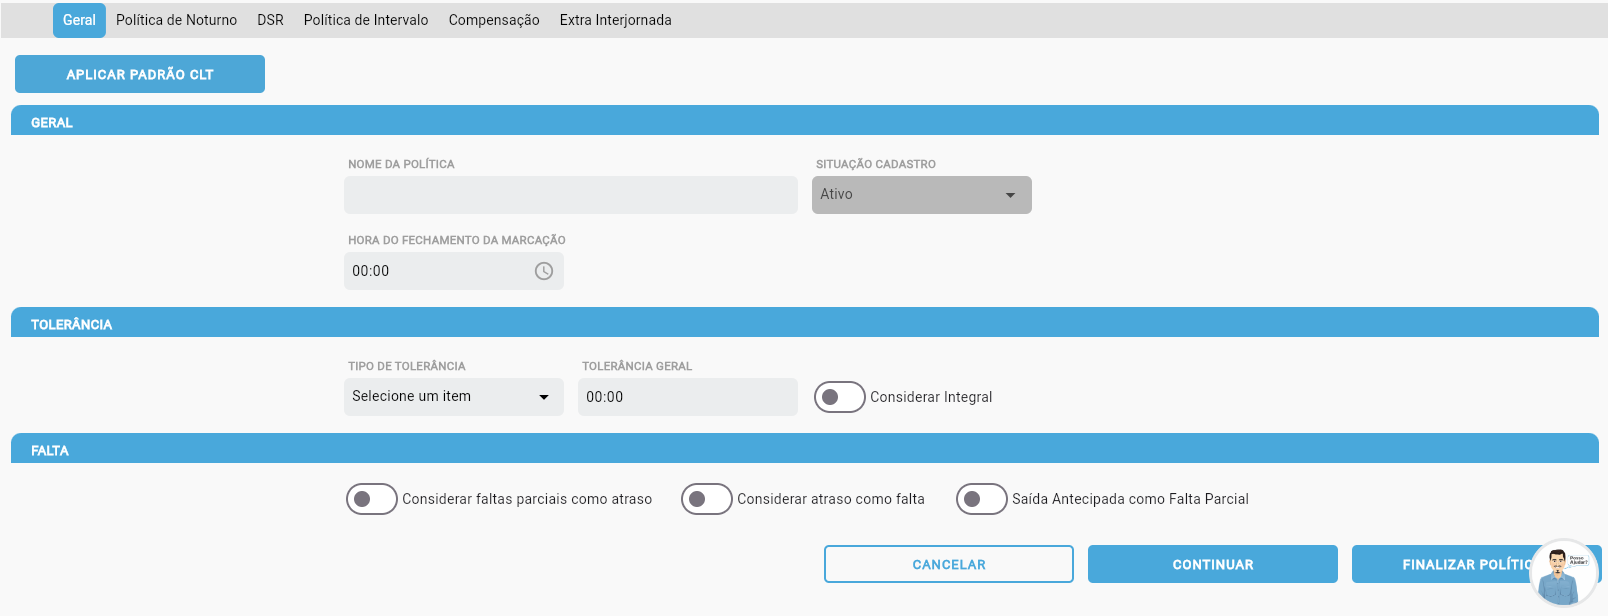 Geral Política de Noturno DSR Política de Intervalo Compensação Extra Interjornada
APLICAR PADRÃO CLT
GERAL
NOME DA POLÍTICA SITUAÇÃO CADASTRO
Ativo
HORA DO FECHAMENTO DA MARCAÇÃO
00:00
TOLERÂNCIA
TIPO DE TOLERÂNCIA TOLERÂNCIA GERAL
Selecione um item 00:00 Considerar Integral
FALTA
Considerar faltas parciais como atraso Considerar atraso como falta Saída Antecipada como Falta Parcial
CANCELAR CONTINUAR FINALIZAR POLÍTIC
Posso
Ajudar?